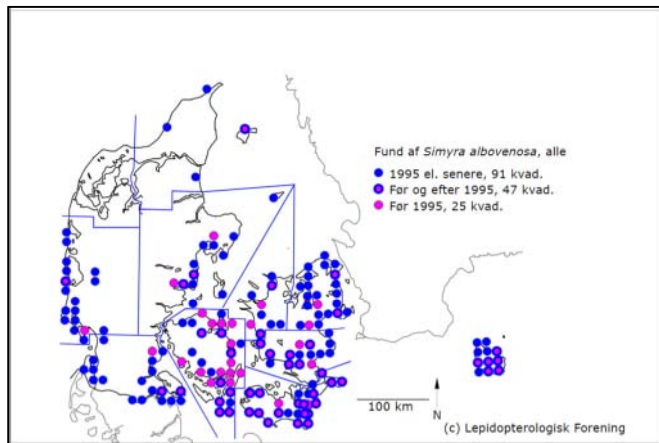 Fund af Simyra albovenosa, alle
1995 el. senere, 91 kvad.
Før og efter 1995, 47 kvad.
Før 1995, 25 kvad.
100 km
N
(c) Lepidopterologisk Forening